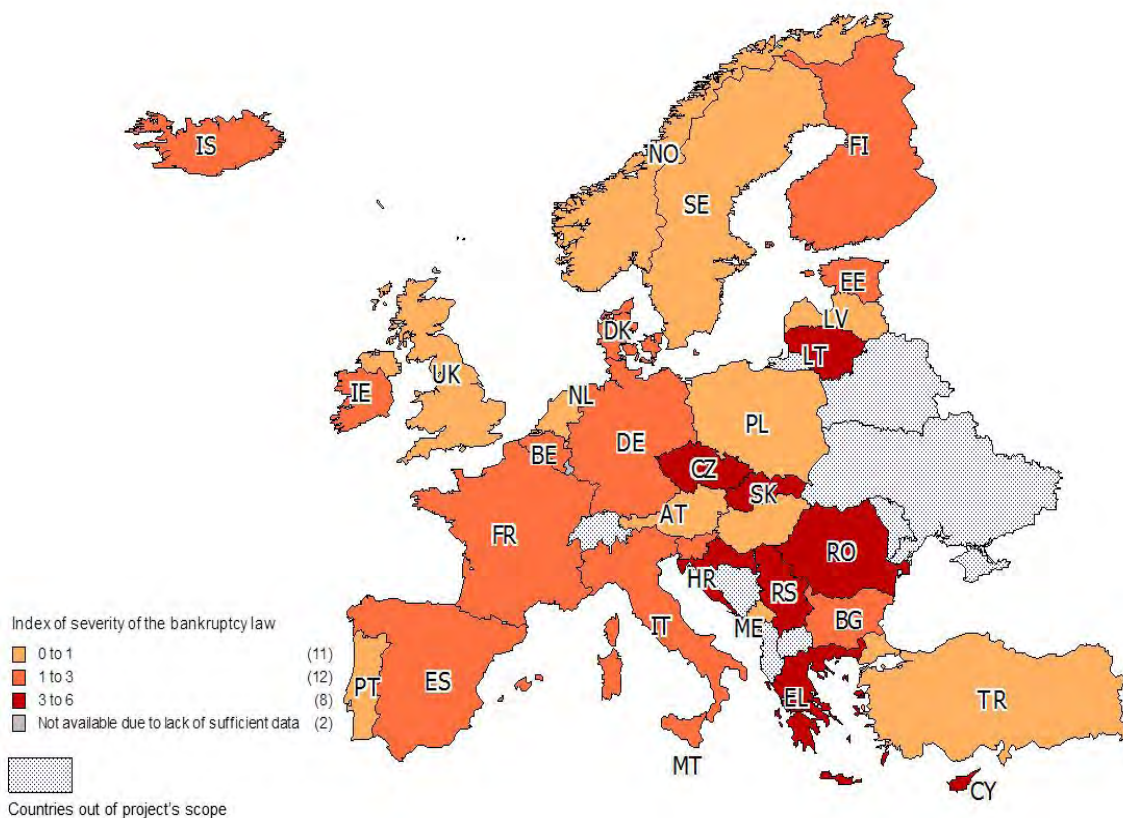 IS
NO
FI
SE
EE
LV
DK
LT
IE
UK
NL
PL
BE
DE
CZ
SK
AT
FR
RO
HR
RS
IT
ME
BG
PT
ES
EL
TR
MT
CY
Index of severity of the bankruptcy law
0 to 1 (11)
1 to 3 (12)
3 to 6 (8)
Not available due to lack of sufficient data (2)
Countries out of project's scope